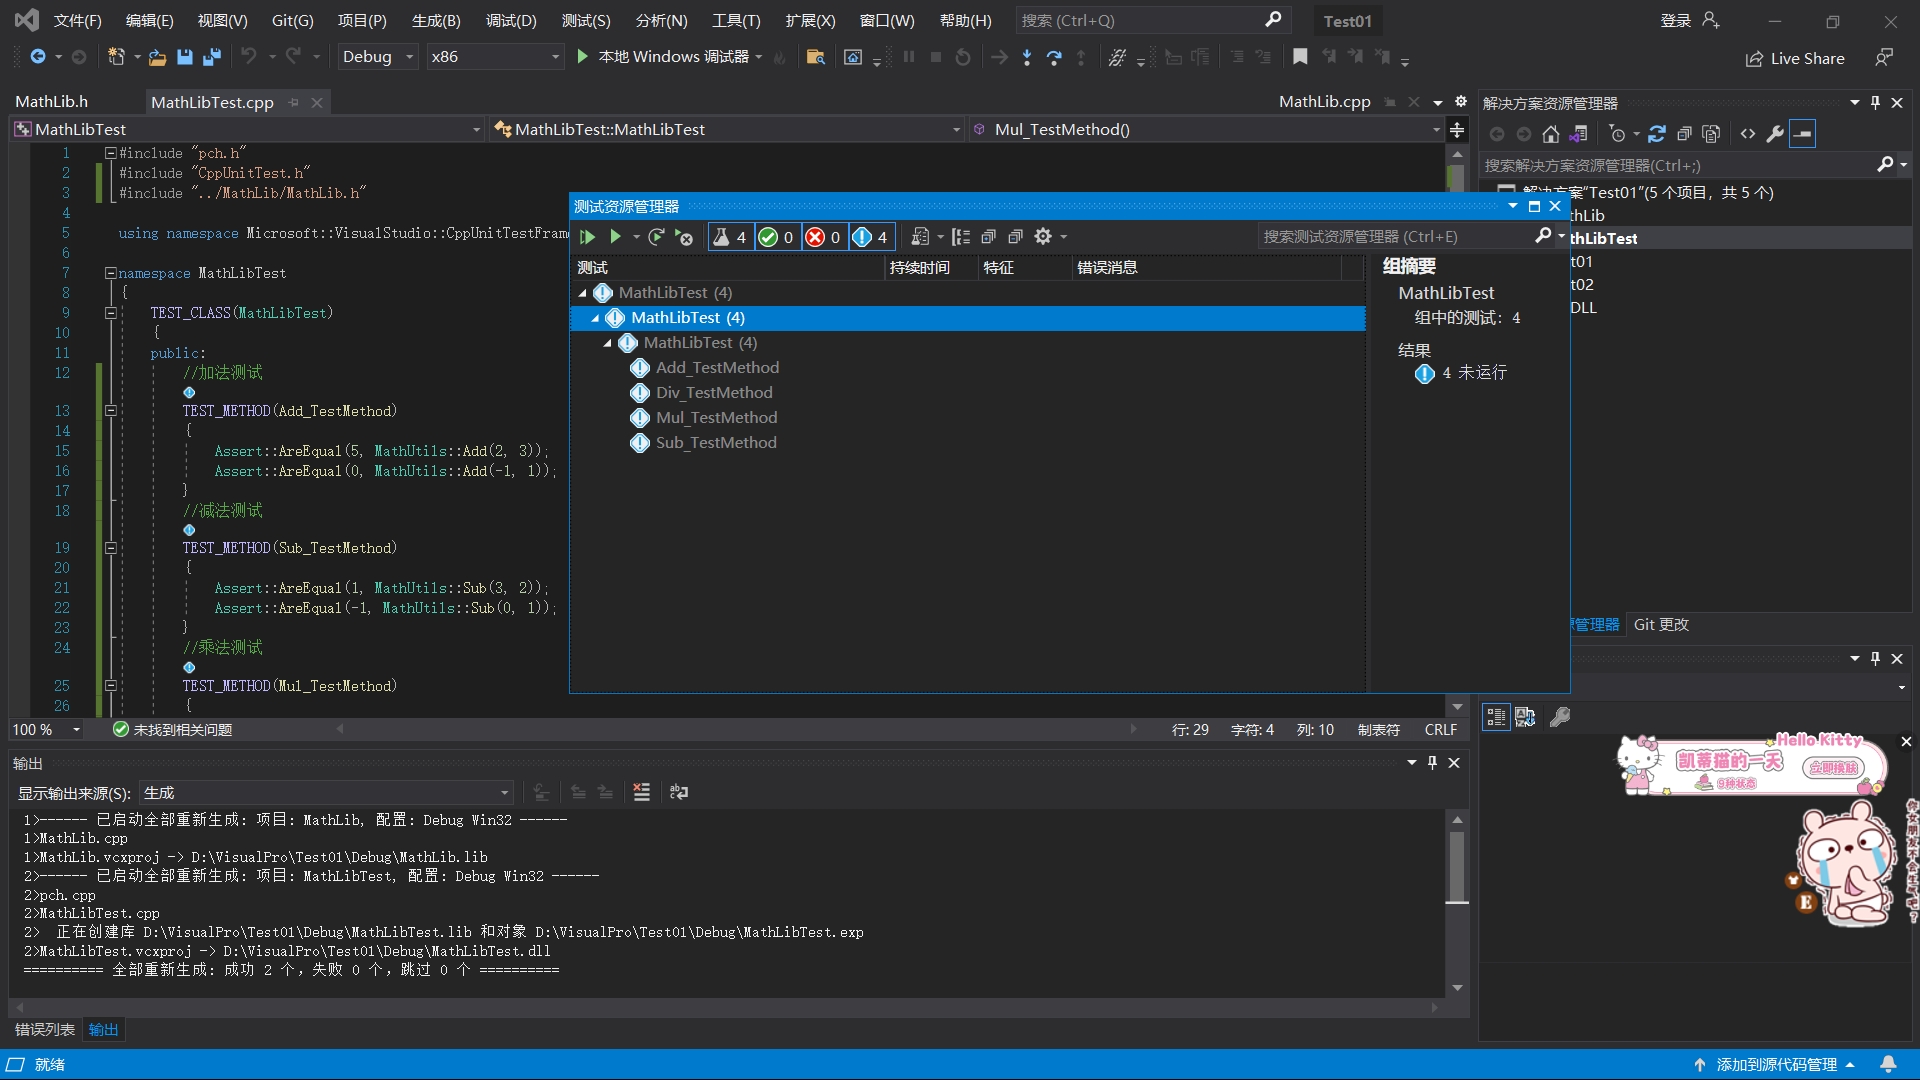 文件(F) 编辑(E) 视图(V) Git(G) 项目(P) 生成(B) 调试(D) 测试(S) 分析(N) 工具(T) 扩展(X) 窗口(W) 帮助(H) 搜索 (Ctrl+Q) Test01 登录
Debug x86 本地 Windows 调试器 Live Share
MathLib.h MathLibTest.cpp MathLib.cpp
MathLibTest MathLibTest::MathLibTest Mul_TestMethod()
1 #include "pch.h"
2 #include "CppUnitTest.h"
3 #include "../MathLib/MathLib.h"
4
5 using namespace Microsoft::VisualStudio::CppUnitTestFram
6
7 namespace MathLibTest
8 {
9 TEST_CLASS(MathLibTest)
10 {
11 public:
12 //加法测试
13 TEST_METHOD(Add_TestMethod)
14 {
15 Assert::AreEqual(5, MathUtils::Add(2, 3));
16 Assert::AreEqual(0, MathUtils::Add(-1, 1));
17 }
18 //减法测试
19 TEST_METHOD(Sub_TestMethod)
20 {
21 Assert::AreEqual(1, MathUtils::Sub(3, 2));
22 Assert::AreEqual(-1, MathUtils::Sub(0, 1));
23 }
24 //乘法测试
25 TEST_METHOD(Mul_TestMethod)
26 {
100 % 未找到相关问题 行: 29 字符: 4 列: 10 制表符 CRLF
测试资源管理器
4 0 0 4 搜索测试资源管理器 (Ctrl+E)
测试 持续时间 特征 错误消息
MathLibTest (4)
MathLibTest (4)
MathLibTest (4)
Add_TestMethod
Div_TestMethod
Mul_TestMethod
Sub_TestMethod
组摘要
MathLibTest
组中的测试: 4
结果
4 未运行
解决方案资源管理器
搜索解决方案资源管理器(Ctrl+;)
解决方案"Test01"(5 个项目，共 5 个)
thLib
thLibTest
t01
t02
DLL
管理器 Git 更改
输出
显示输出来源(S): 生成
1>------ 已启动全部重新生成: 项目: MathLib, 配置: Debug Win32 ------
1>MathLib.cpp
1>MathLib.vcxproj -> D:\VisualPro\Test01\Debug\MathLib.lib
2>------ 已启动全部重新生成: 项目: MathLibTest, 配置: Debug Win32 ------
2>pch.cpp
2>MathLibTest.cpp
2> 正在创建库 D:\VisualPro\Test01\Debug\MathLibTest.lib 和对象 D:\VisualPro\Test01\Debug\MathLibTest.exp
2>MathLibTest.vcxproj -> D:\VisualPro\Test01\Debug\MathLibTest.dll
========== 全部重新生成: 成功 2 个，失败 0 个，跳过 0 个 ==========
错误列表 输出
就绪 添加到源代码管理
Hello Kitty
凯蒂猫的一天 立即换肤
9种状态
你女朋友不会生气吧？
E